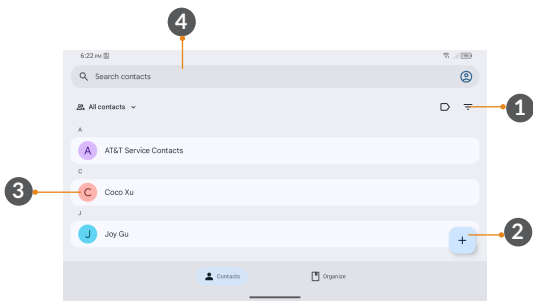 4
6:22 PM
Search contacts
All contacts
1
A
A AT&T Service Contacts
C
3
C Coco Xu
J
J Joy Gu
2
Contacts
Organize